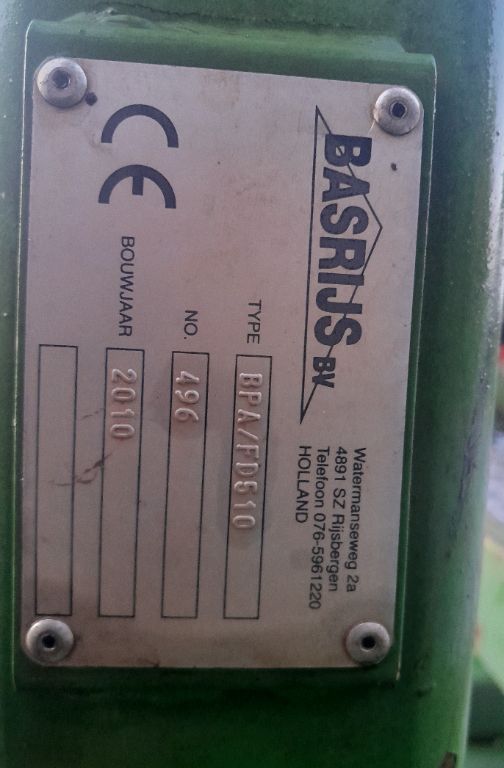 BASRIJS BV
Watermanseweg 2a
4891 SZ Rijsbergen
Telefoon 076-5961220
HOLLAND
TYPE BPA/FD510
NO. 496
BOUWJAAR 2010
CE